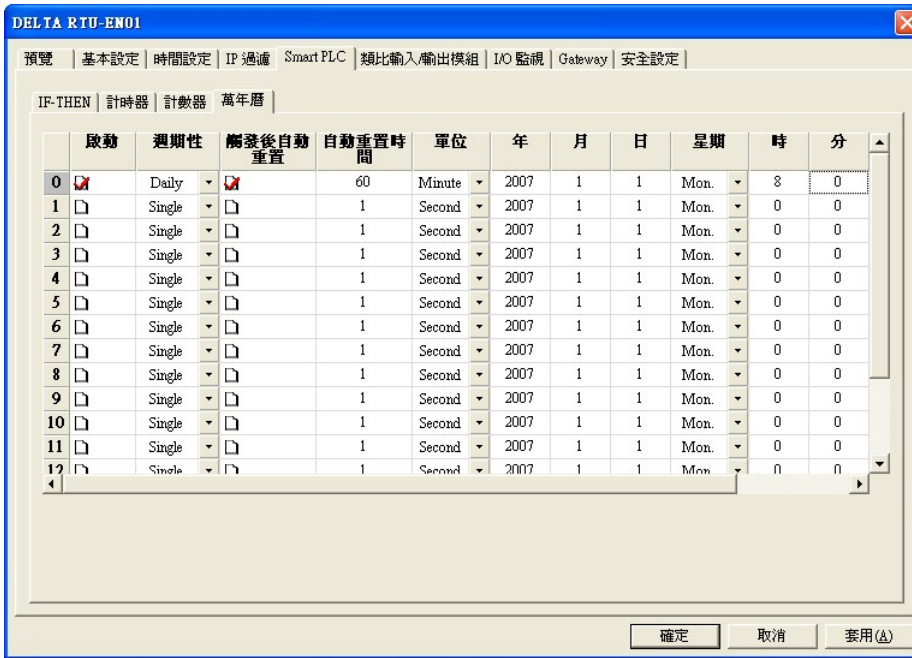 DELTA RTU-EN01
預覽 基本設定 時間設定 IP 過濾 Smart PLC 類比輸入/輸出模組 I/O 監視 Gateway 安全設定
IF-THEN 計時器 計數器 萬年曆
啟動 週期性 觸發後自動重置 自動重置時間 單位 年 月 日 星期 時 分
0 Daily 60 Minute 2007 1 1 Mon. 8 0
1 Single 1 Second 2007 1 1 Mon. 0 0
2 Single 1 Second 2007 1 1 Mon. 0 0
3 Single 1 Second 2007 1 1 Mon. 0 0
4 Single 1 Second 2007 1 1 Mon. 0 0
5 Single 1 Second 2007 1 1 Mon. 0 0
6 Single 1 Second 2007 1 1 Mon. 0 0
7 Single 1 Second 2007 1 1 Mon. 0 0
8 Single 1 Second 2007 1 1 Mon. 0 0
9 Single 1 Second 2007 1 1 Mon. 0 0
10 Single 1 Second 2007 1 1 Mon. 0 0
11 Single 1 Second 2007 1 1 Mon. 0 0
12 Single 1 Second 2007 1 1 Mon. 0 0
確定 取消 套用(A)